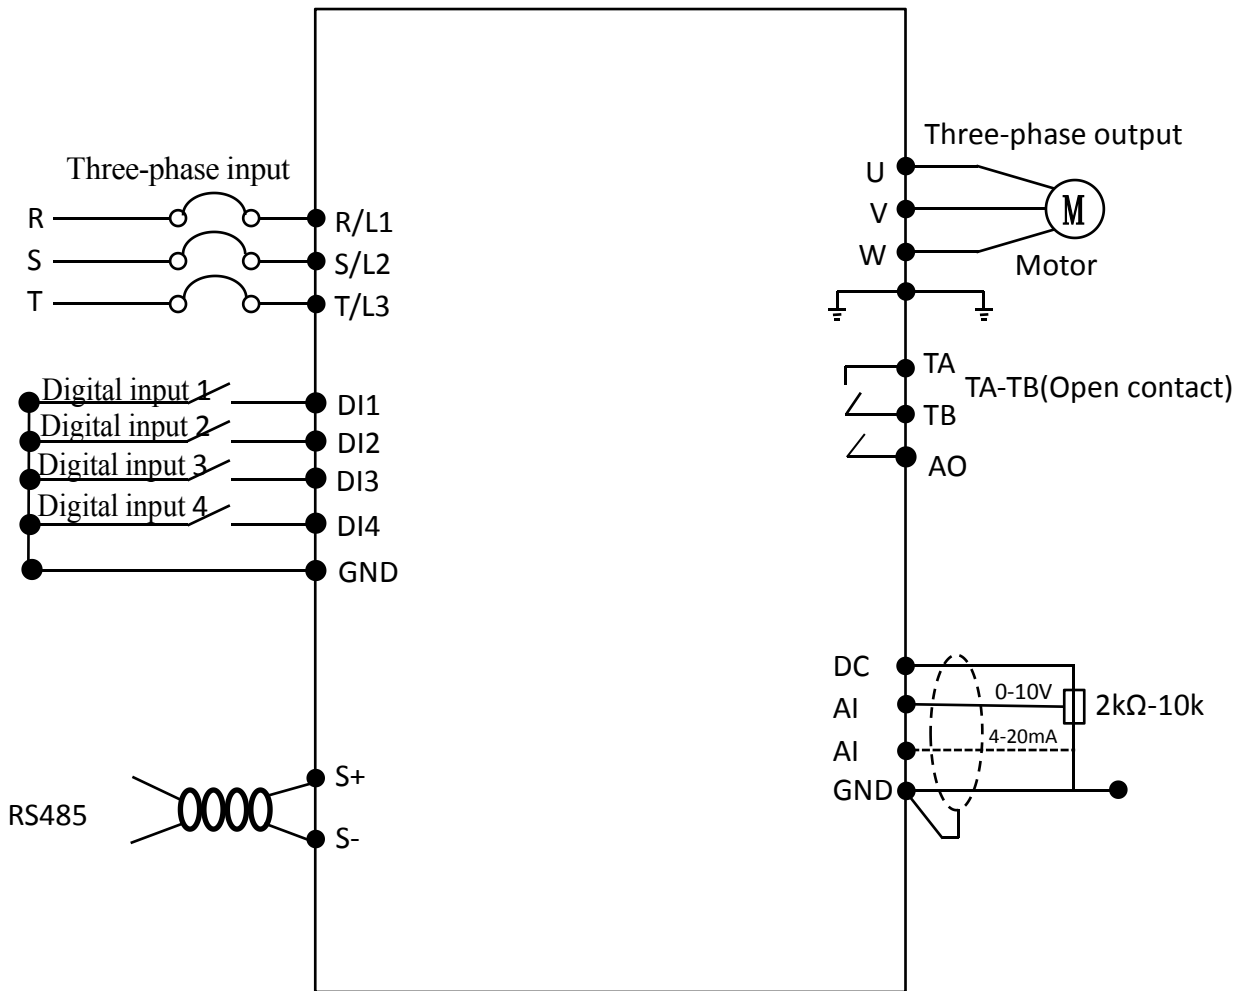 Three-phase input
R
R/L1
S
S/L2
T
T/L3
Digital input 1
DI1
Digital input 2
DI2
Digital input 3
DI3
Digital input 4
DI4
GND
RS485
S+
S-
Three-phase output
U
V
M
W
Motor
TA
TA-TB(Open contact)
TB
AO
DC
0-10V
AI
2kΩ-10k
4-20mA
AI
GND